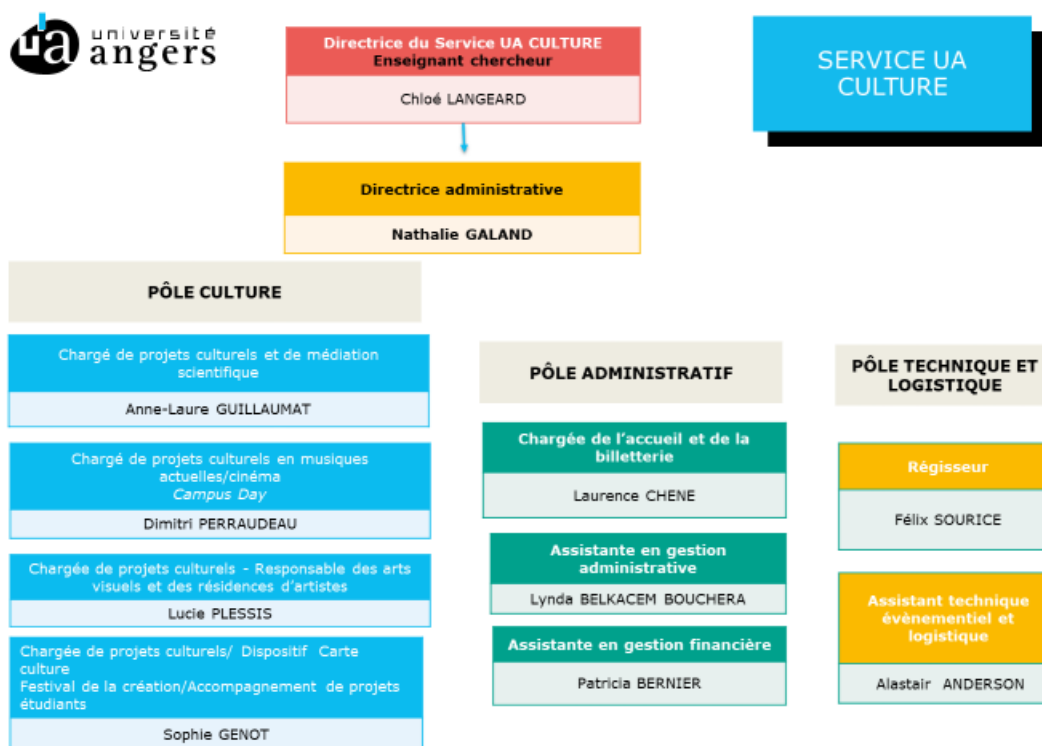 université
angers
Directrice du Service UA CULTURE
Enseignant chercheur
Chloé LANGEARD
SERVICE UA
CULTURE
Directrice administrative
Nathalie GALAND
PÔLE CULTURE
Chargé de projets culturels et de médiation
scientifique
Anne-Laure GUILLAUMAT
Chargé de projets culturels en musiques
actuelles/cinéma
Campus Day
Dimitri PERRAUDEAU
Chargée de projets culturels - Responsable des arts
visuels et des résidences d'artistes
Lucie PLESSIS
Chargée de projets culturels/ Dispositif Carte
culture
Festival de la création/Accompagnement de projets
étudiants
Sophie GENOT
PÔLE ADMINISTRATIF
Chargée de l'accueil et de la
billetterie
Laurence CHENE
Assistante en gestion
administrative
Lynda BELKACEM BOUCHERA
Assistante en gestion financière
Patricia BERNIER
PÔLE TECHNIQUE ET
LOGISTIQUE
Régisseur
Félix SOURICE
Assistant technique
évènementiel et
logistique
Alastair ANDERSON